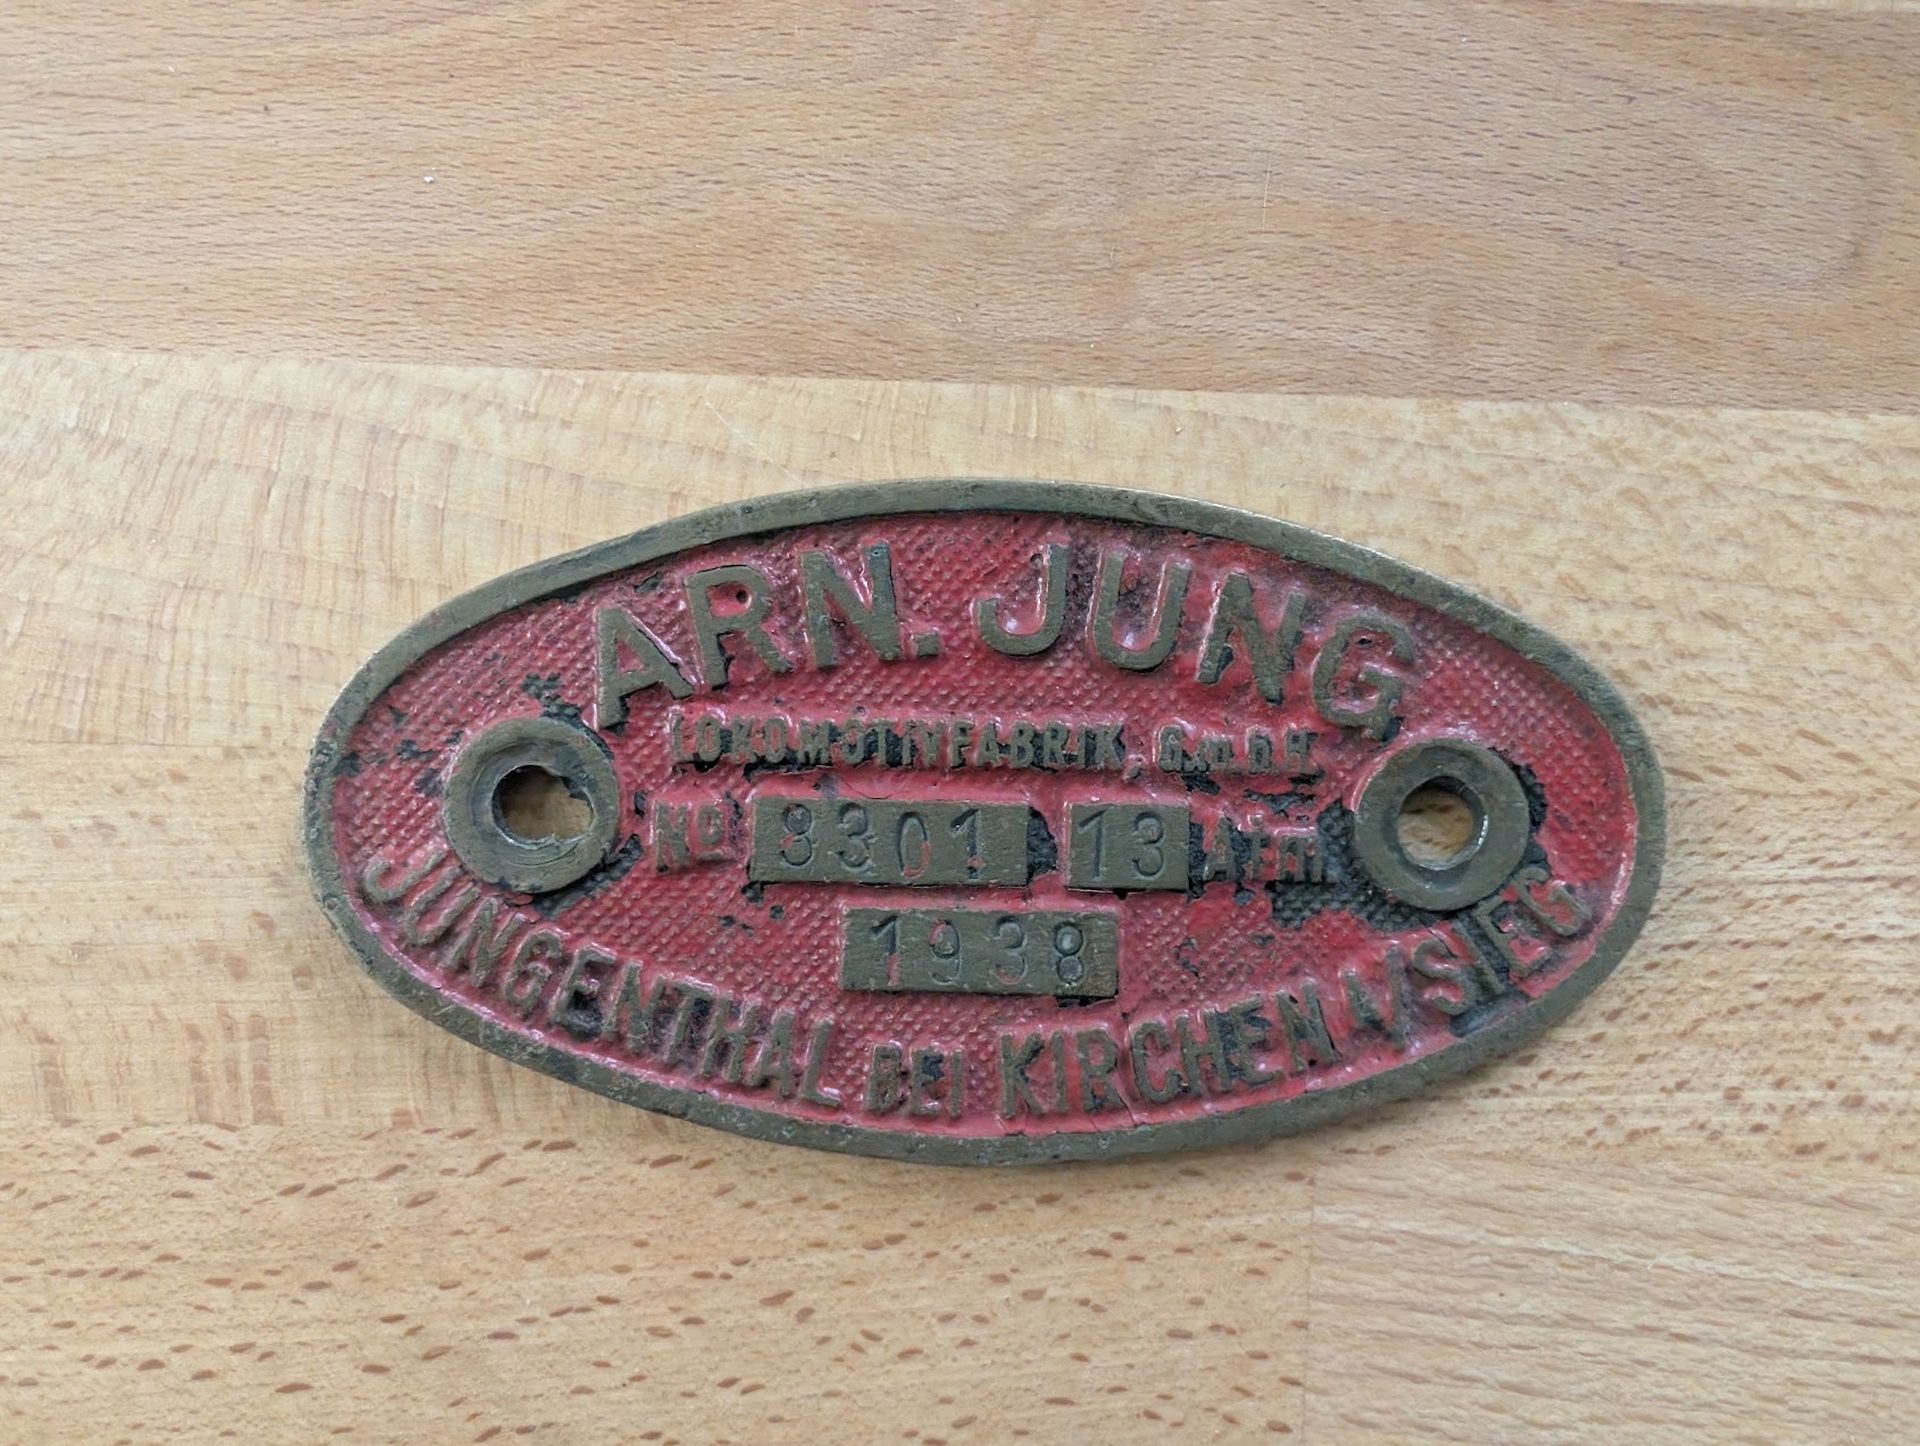 ARN. JUNG
LOKOMOTIVFABRIK, G.m.b.H.
No 8301 13 Atm.
1938
JUNGENTHAL BEI KIRCHEN A/SIEG